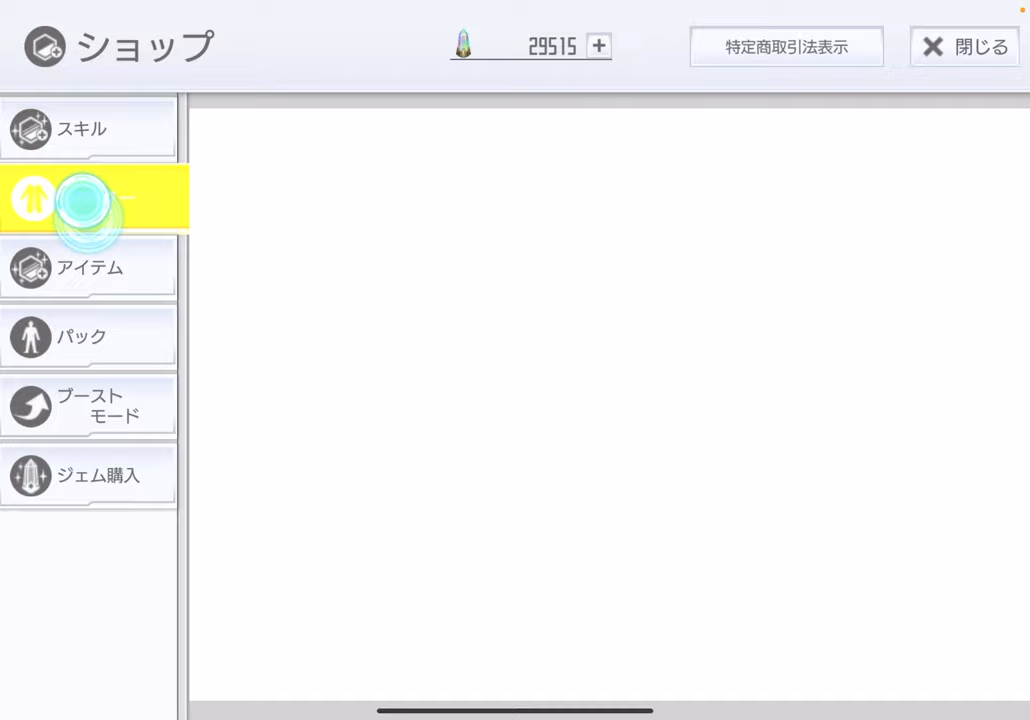 ショップ
29515
特定商取引法表示
閉じる
スキル
アイテム
パック
ブースト
モード
ジェム購入